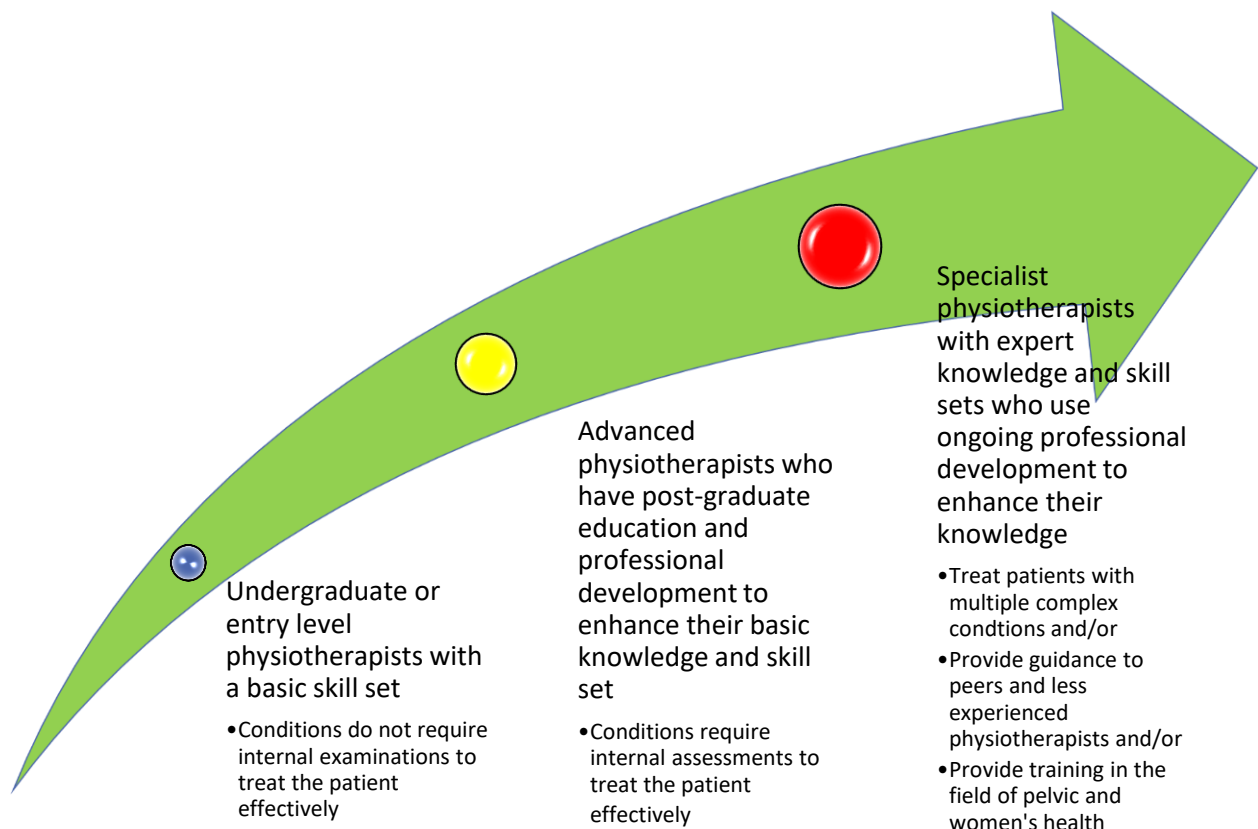 Undergraduate or
entry level
physiotherapists with
a basic skill set
•Conditions do not require
internal examinations to
treat the patient
effectively
Advanced
physiotherapists who
have post-graduate
education and
professional
development to
enhance their basic
knowledge and skill
set
•Conditions require
internal assessments to
treat the patient
effectively
Specialist
physiotherapists
with expert
knowledge and skill
sets who use
ongoing professional
development to
enhance their
knowledge
•Treat patients with
multiple complex
condtions and/or
•Provide guidance to
peers and less
experienced
physiotherapists and/or
•Provide training in the
field of pelvic and
women's health